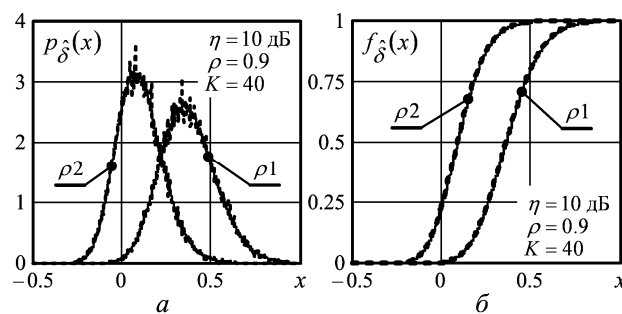 p_δ̂(x)
η = 10 дБ
ρ = 0.9
K = 40
ρ2
ρ1
4
3
2
1
0
−0.5 0 0.5 x
а
f_δ̂(x)
ρ2
ρ1
η = 10 дБ
ρ = 0.9
K = 40
1
0.75
0.5
0.25
0
−0.5 0 0.5 x
б